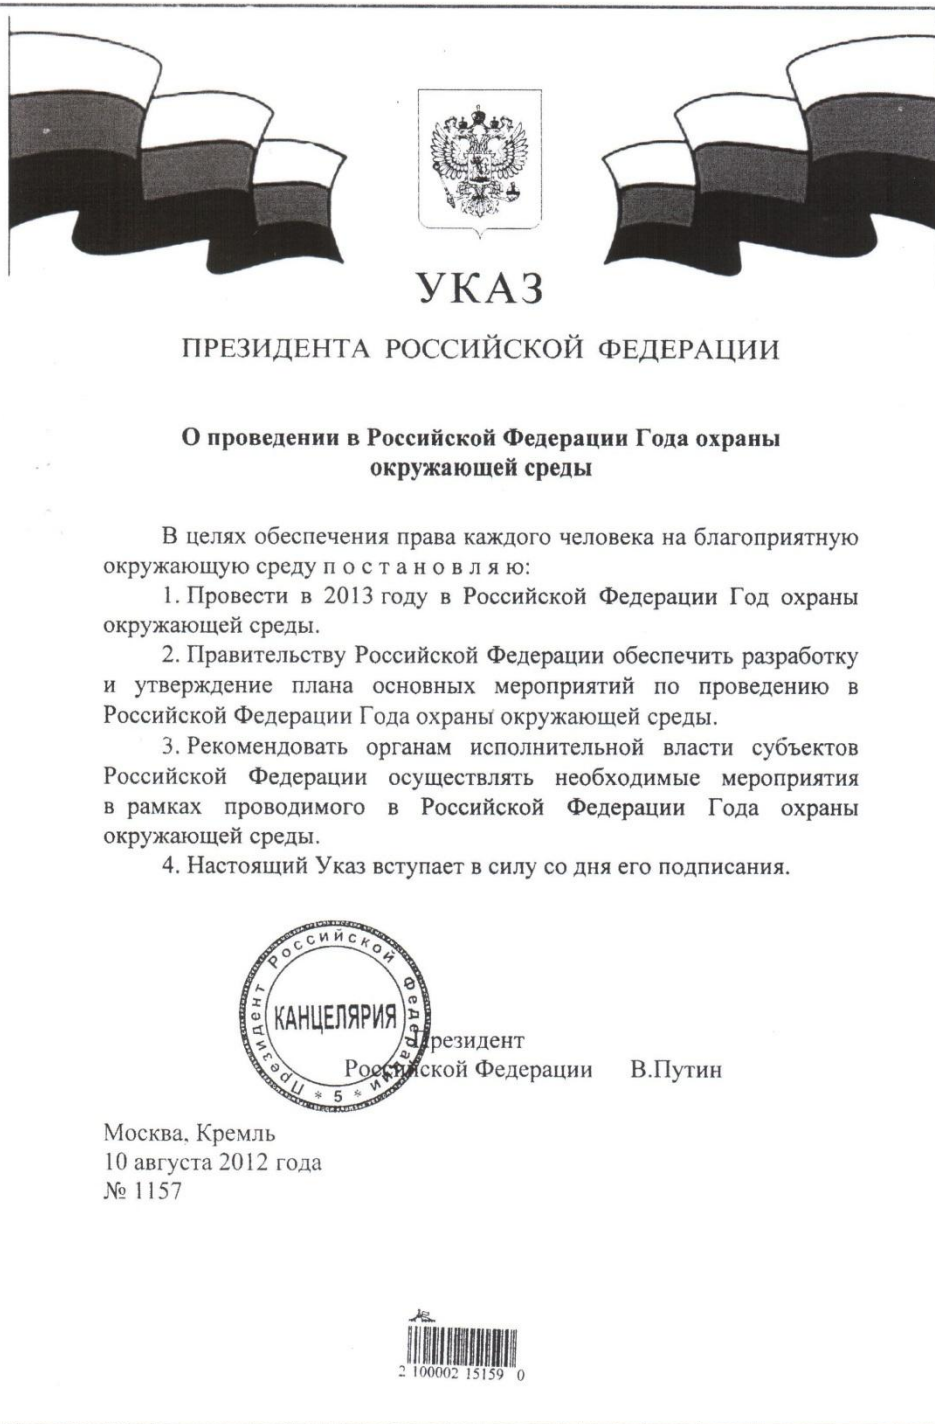 УКАЗ
ПРЕЗИДЕНТА РОССИЙСКОЙ ФЕДЕРАЦИИ
О проведении в Российской Федерации Года охраны
окружающей среды
В целях обеспечения права каждого человека на благоприятную
окружающую среду п о с т а н о в л я ю:
1. Провести в 2013 году в Российской Федерации Год охраны
окружающей среды.
2. Правительству Российской Федерации обеспечить разработку
и утверждение плана основных мероприятий по проведению в
Российской Федерации Года охраны окружающей среды.
3. Рекомендовать органам исполнительной власти субъектов
Российской Федерации осуществлять необходимые мероприятия
в рамках проводимого в Российской Федерации Года охраны
окружающей среды.
4. Настоящий Указ вступает в силу со дня его подписания.
Президент Российской Федерации
КАНЦЕЛЯРИЯ
* 5 *
Президент
Российской Федерации В.Путин
Москва, Кремль
10 августа 2012 года
№ 1157
2 100002 15159 0